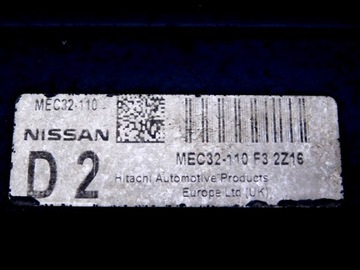 MEC32-110
NISSAN
MEC32-110 F3 2Z16
D 2
Hitachi Automotive Products
Europe Ltd (UK)